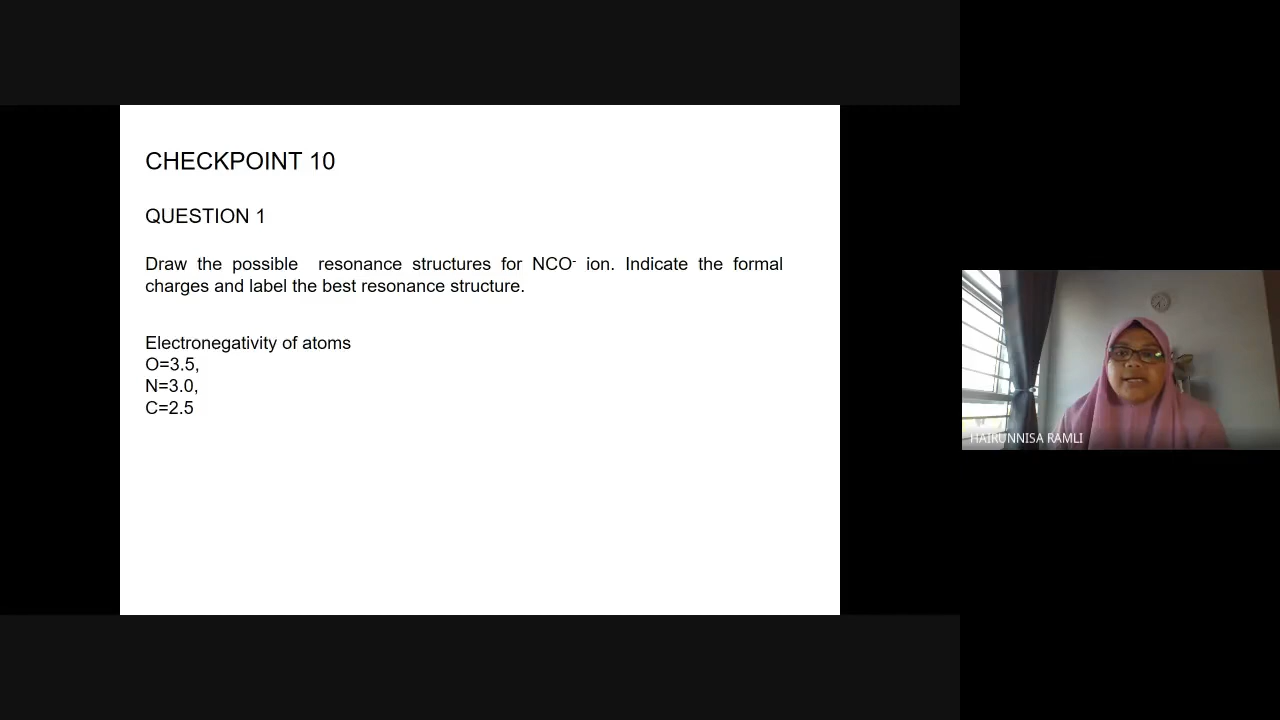 CHECKPOINT 10
QUESTION 1
Draw the possible resonance structures for NCO⁻ ion. Indicate the formal
charges and label the best resonance structure.
Electronegativity of atoms
O=3.5,
N=3.0,
C=2.5
HAIRUNNISA RAMLI